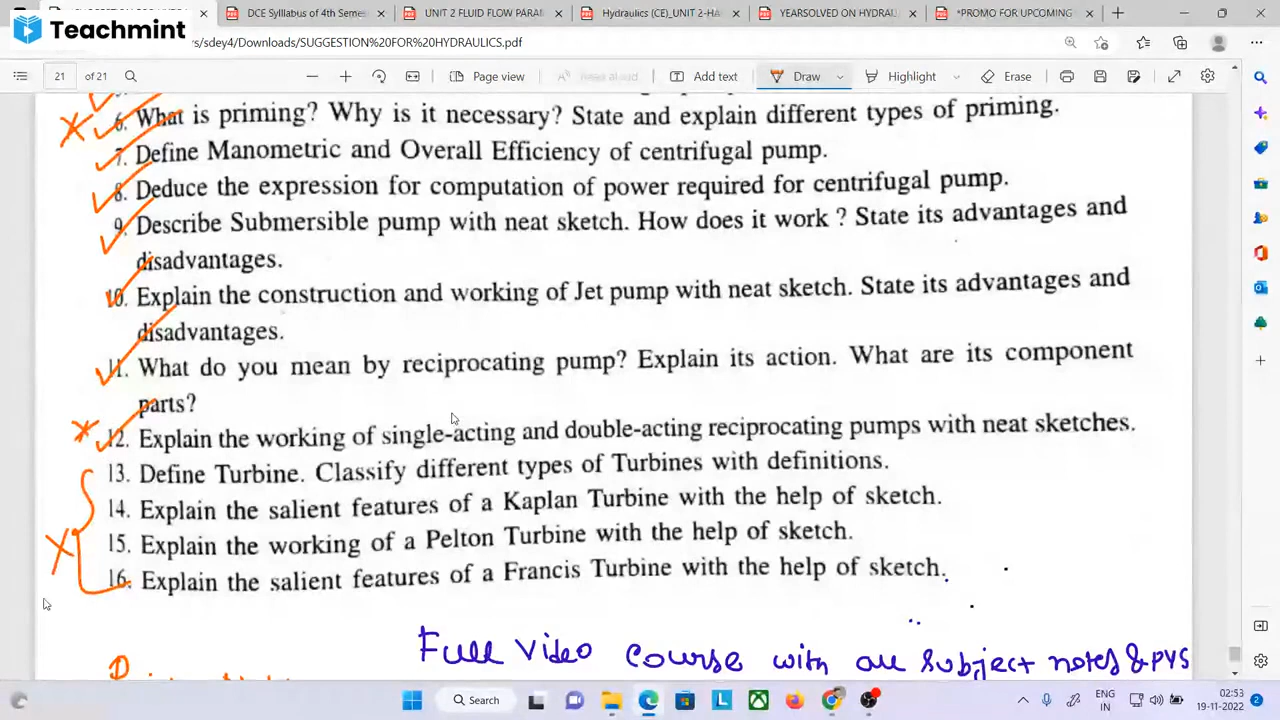 DCE Sylllabus of 4th Seme
UNIT 3
Hydraulics (CE)_UNIT 2-HA
*PROMO FOR UPCOMING
Teachmint
s/sdey4/Downloads/SUGGESTION%20FOR%20HYDRAULICS.pdf
21 of 21
Page view
Read aloud
Add text
Draw
Highlight
Erase
6. What is priming? Why is it necessary? State and explain different types of priming.
7. Define Manometric and Overall Efficiency of centrifugal pump.
8. Deduce the expression for computation of power required for centrifugal pump.
9. Describe Submersible pump with neat sketch. How does it work ? State its advantages and
disadvantages.
10. Explain the construction and working of Jet pump with neat sketch. State its advantages and
disadvantages.
11. What do you mean by reciprocating pump? Explain its action. What are its component
parts?
12. Explain the working of single-acting and double-acting reciprocating pumps with neat sketches.
13. Define Turbine. Classify different types of Turbines with definitions.
14. Explain the salient features of a Kaplan Turbine with the help of sketch.
15. Explain the working of a Pelton Turbine with the help of sketch.
16. Explain the salient features of a Francis Turbine with the help of sketch.
Full Video course with all subject notes & PYS
Search
ENG
IN
02:53
19-11-2022